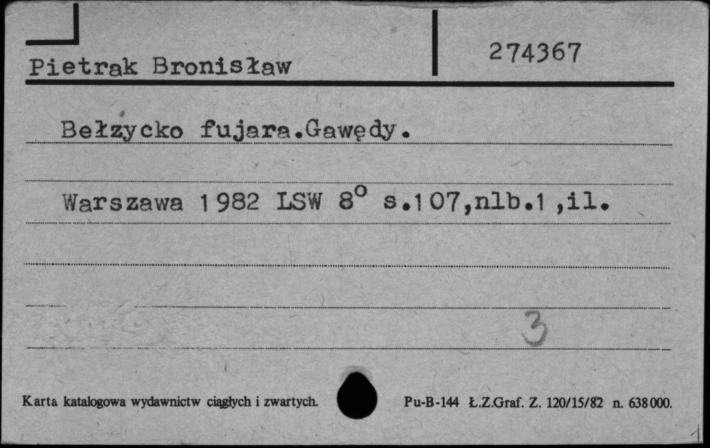 Pietrak Bronisław 274367
Bełżycko fujara.Gawędy.
Warszawa 1982 LSW 8° s.107,nlb.1,il.
3
Karta katalogowa wydawnictw ciągłych i zwartych. Pu-B-144 Ł.Z.Graf. Z. 120/15/82 n. 638000.